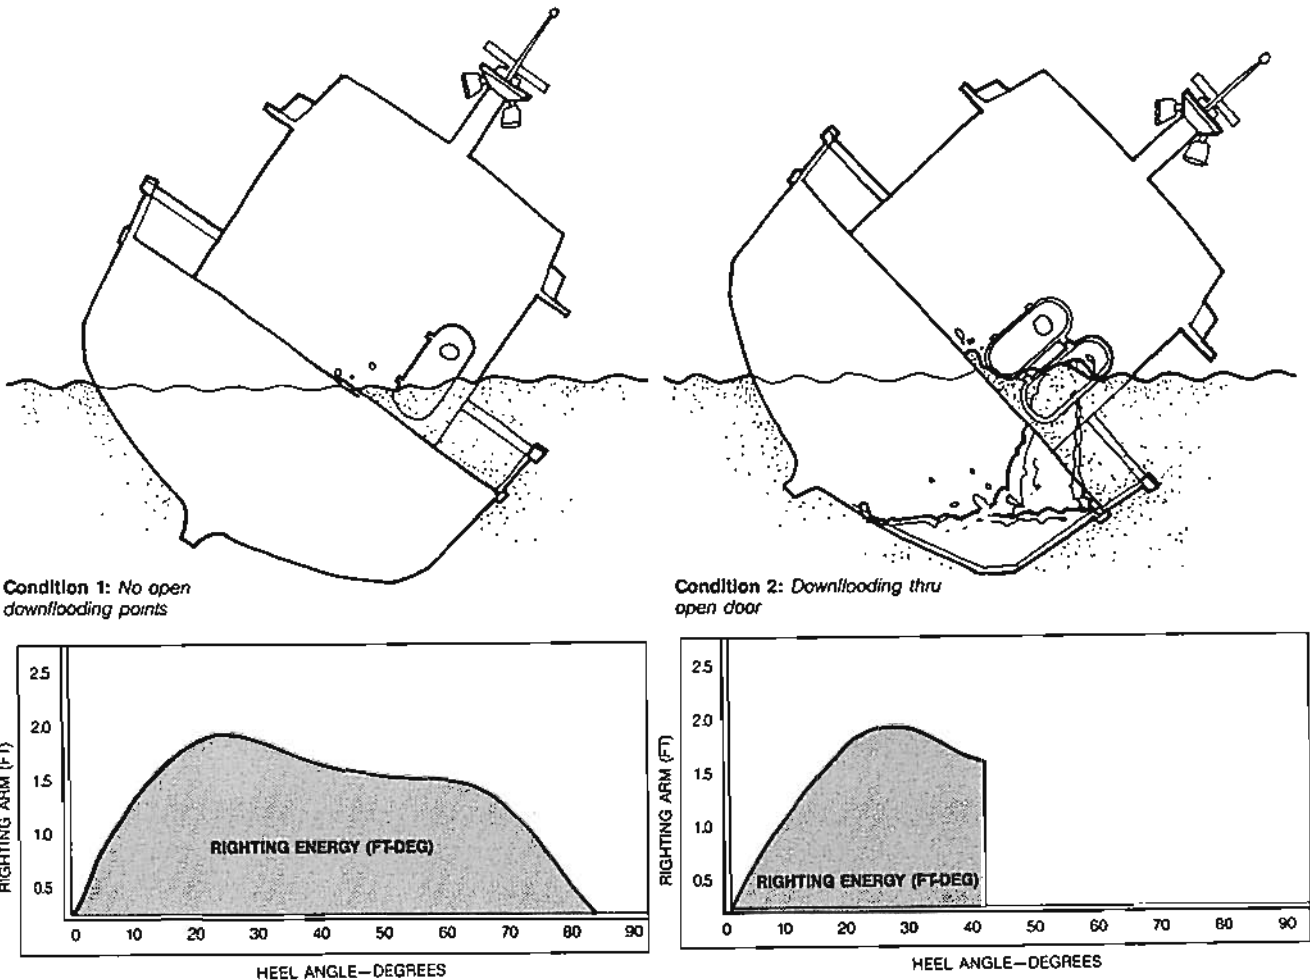 Condition 1: No open
downflooding points
Condition 2: Downflooding thru
open door
RIGHTING ARM (FT)
2.5
2.0
1.5
1.0
0.5
RIGHTING ENERGY (FT-DEG)
0 10 20 30 40 50 60 70 80 90
HEEL ANGLE—DEGREES
RIGHTING ARM (FT)
2.5
2.0
1.5
1.0
0.5
RIGHTING ENERGY (FT-DEG)
0 10 20 30 40 50 60 70 80 90
HEEL ANGLE—DEGREES